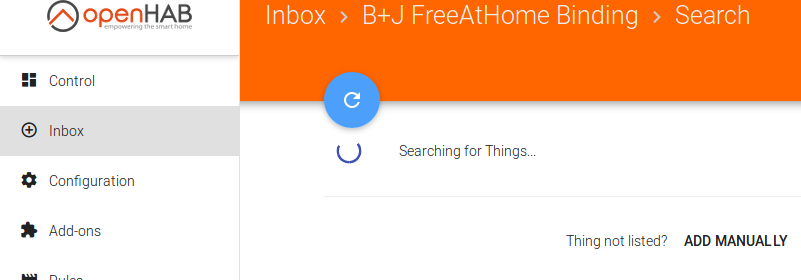 openHAB
empowering the smart home
Inbox > B+J FreeAtHome Binding > Search
Control
Inbox
Searching for Things...
Configuration
Thing not listed? ADD MANUALLY
Add-ons
Rules